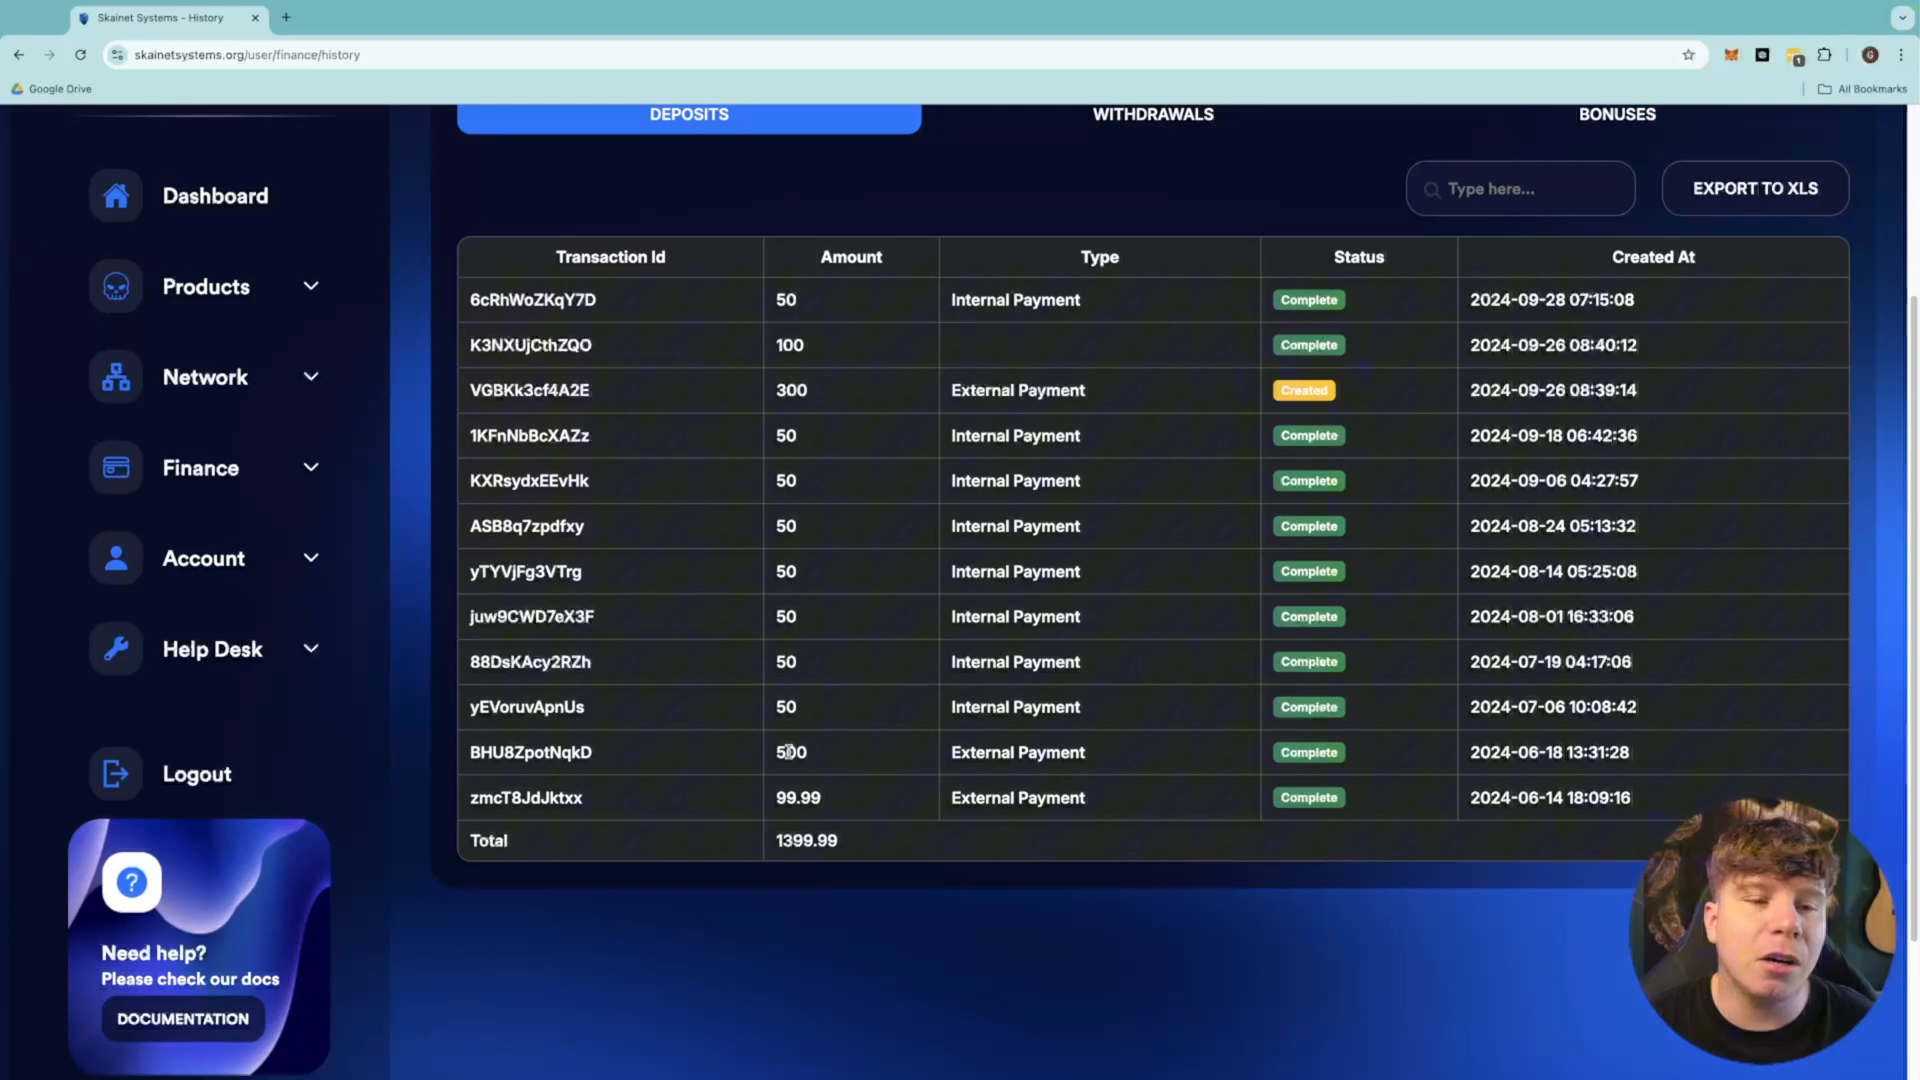 Skainet Systems - History
skainetsystems.org/user/finance/history
1
G
Google Drive
All Bookmarks
DEPOSITS WITHDRAWALS BONUSES
Type here...
EXPORT TO XLS
Dashboard
Products
Network
Finance
Account
Help Desk
Logout
?
Need help?
Please check our docs
DOCUMENTATION
Transaction Id Amount Type Status Created At
6cRhWoZKqY7D 50 Internal Payment Complete 2024-09-28 07:15:08
K3NXUjCthZQO 100 Complete 2024-09-26 08:40:12
VGBKk3cf4A2E 300 External Payment Created 2024-09-26 08:39:14
1KFnNbBcXAZz 50 Internal Payment Complete 2024-09-18 06:42:36
KXRsydxEEvHk 50 Internal Payment Complete 2024-09-06 04:27:57
ASB8q7zpdfxy 50 Internal Payment Complete 2024-08-24 05:13:32
yTYVjFg3VTrg 50 Internal Payment Complete 2024-08-14 05:25:08
juw9CWD7eX3F 50 Internal Payment Complete 2024-08-01 16:33:06
88DsKAcy2RZh 50 Internal Payment Complete 2024-07-19 04:17:06
yEVoruvApnUs 50 Internal Payment Complete 2024-07-06 10:08:42
BHU8ZpotNqkD 500 External Payment Complete 2024-06-18 13:31:28
zmcT8JdJktxx 99.99 External Payment Complete 2024-06-14 18:09:16
Total 1399.99